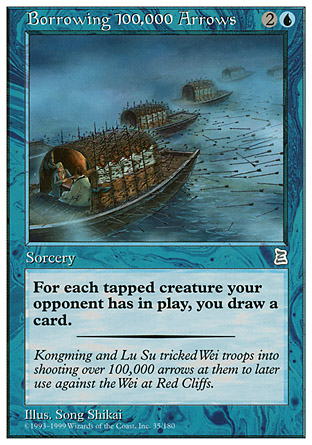 Borrowing 100,000 Arrows 2
Sorcery
For each tapped creature your
opponent has in play, you draw a
card.
Kongming and Lu Su tricked Wei troops into
shooting over 100,000 arrows at them to later
use against the Wei at Red Cliffs.
Illus. Song Shikai
©1993-1999 Wizards of the Coast, Inc. 35/180